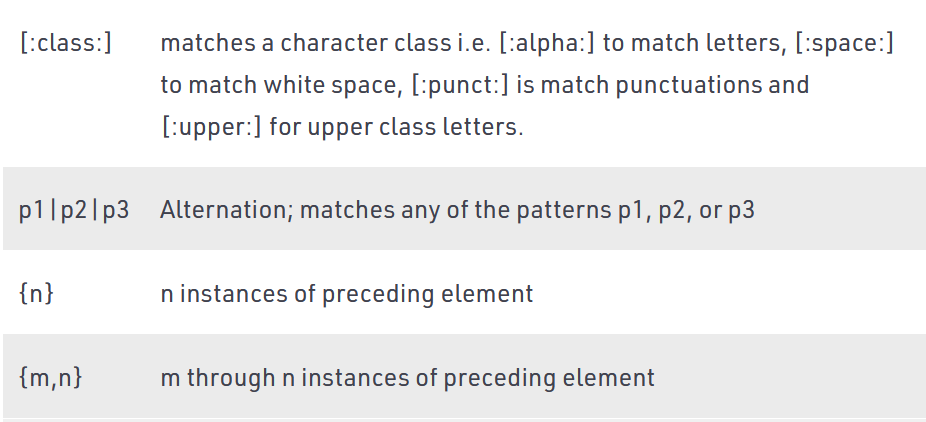 [:class:] matches a character class i.e. [:alpha:] to match letters, [:space:]
to match white space, [:punct:] is match punctuations and
[:upper:] for upper class letters.
p1|p2|p3 Alternation; matches any of the patterns p1, p2, or p3
{n} n instances of preceding element
{m,n} m through n instances of preceding element